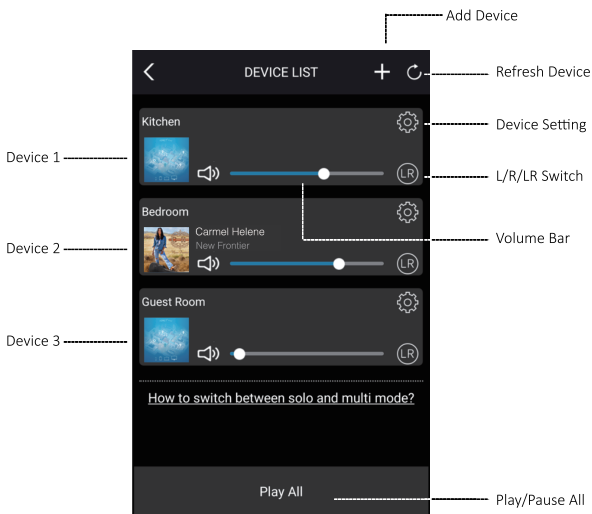 Add Device
DEVICE LIST
Refresh Device
Kitchen
Device Setting
Device 1
LR
L/R/LR Switch
Bedroom
Carmel Helene
New Frontier
Volume Bar
Device 2
LR
Guest Room
Device 3
LR
How to switch between solo and multi mode?
Play All
Play/Pause All